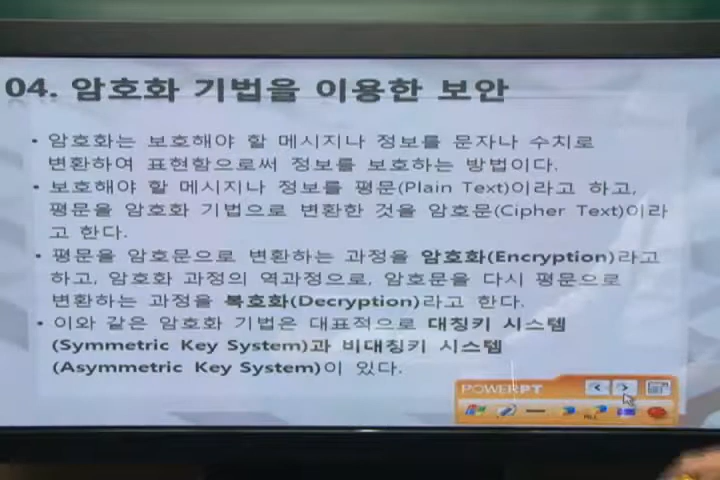 04. 암호화 기법을 이용한 보안
• 암호화는 보호해야 할 메시지나 정보를 문자나 수치로
변환하여 표현함으로써 정보를 보호하는 방법이다.
• 보호해야 할 메시지나 정보를 평문(Plain Text)이라고 하고,
평문을 암호화 기법으로 변환한 것을 암호문(Cipher Text)이라
고 한다.
• 평문을 암호문으로 변환하는 과정을 암호화(Encryption)라고
하고, 암호화 과정의 역과정으로, 암호문을 다시 평문으로
변환하는 과정을 복호화(Decryption)라고 한다.
• 이와 같은 암호화 기법은 대표적으로 대칭키 시스템
(Symmetric Key System)과 비대칭키 시스템
(Asymmetric Key System)이 있다.
POWERPT
ALL